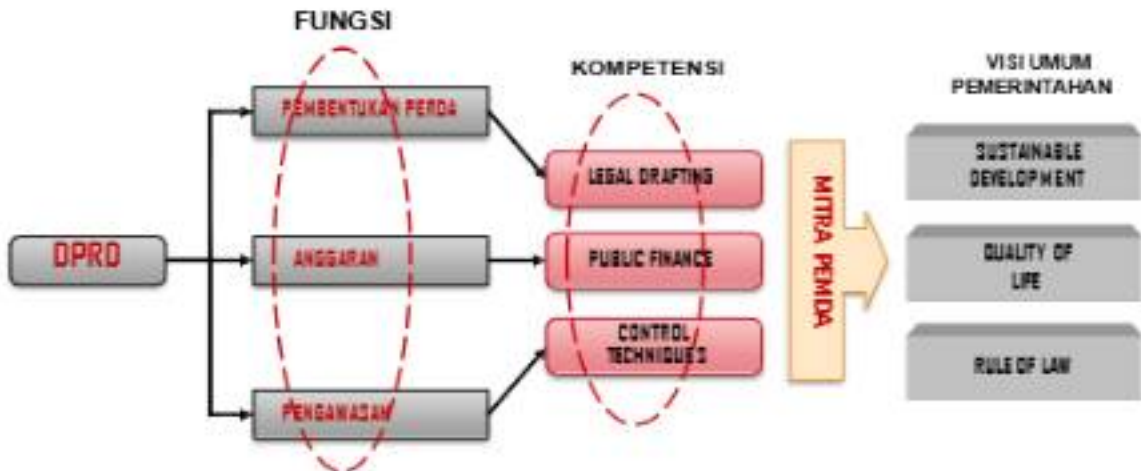 FUNGSI
KOMPETENSI
VISI UMUM
PEMERINTAHAN
PEMBENTUKAN PERDA
LEGAL DRAFTING
SUSTAINABLE
DEVELOPMENT
DPRD
ANGGARAN
PUBLIC FINANCE
MITRA PEMDA
QUALITY OF
LIFE
CONTROL
TECHNIQUES
RULE OF LAW
PENGAWASAN